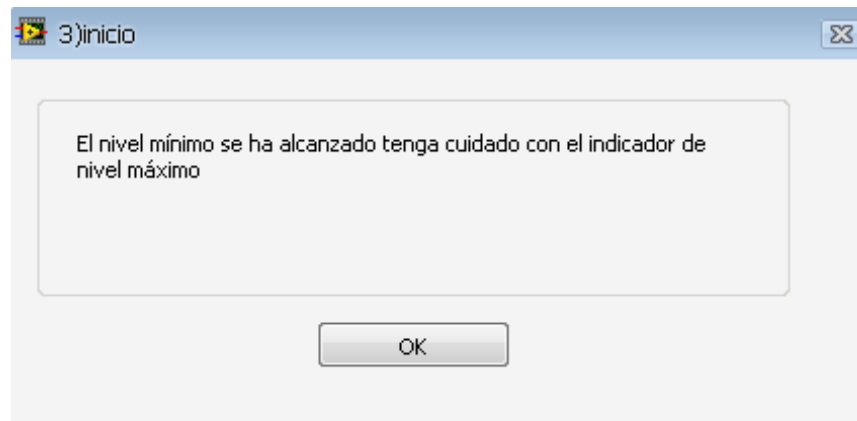 3)inicio
El nivel mínimo se ha alcanzado tenga cuidado con el indicador de
nivel máximo
OK